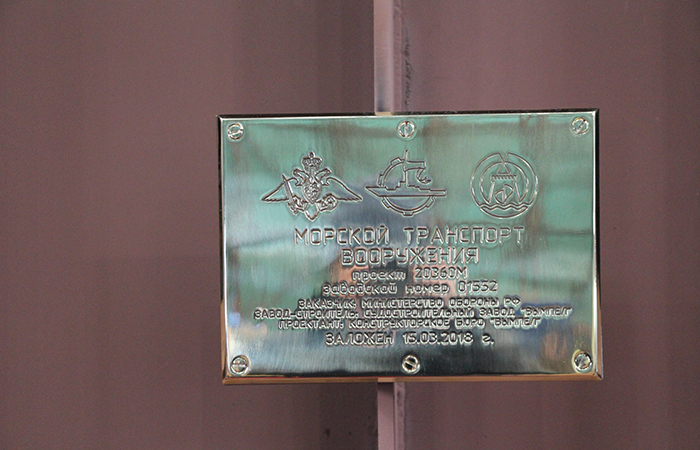 МОРСКОЙ ТРАНСПОРТ
ВООРУЖЕНИЯ
проект 20360М
заводской номер 01552
ЗАКАЗЧИК: МИНИСТЕРСТВО ОБОРОНЫ РФ
ЗАВОД-СТРОИТЕЛЬ: СУДОСТРОИТЕЛЬНЫЙ ЗАВОД "ВЫМПЕЛ"
ПРОЕКТАНТ: КОНСТРУКТОРСКОЕ БЮРО "ВЫМПЕЛ"
ЗАЛОЖЕН 15.03.2018 г.